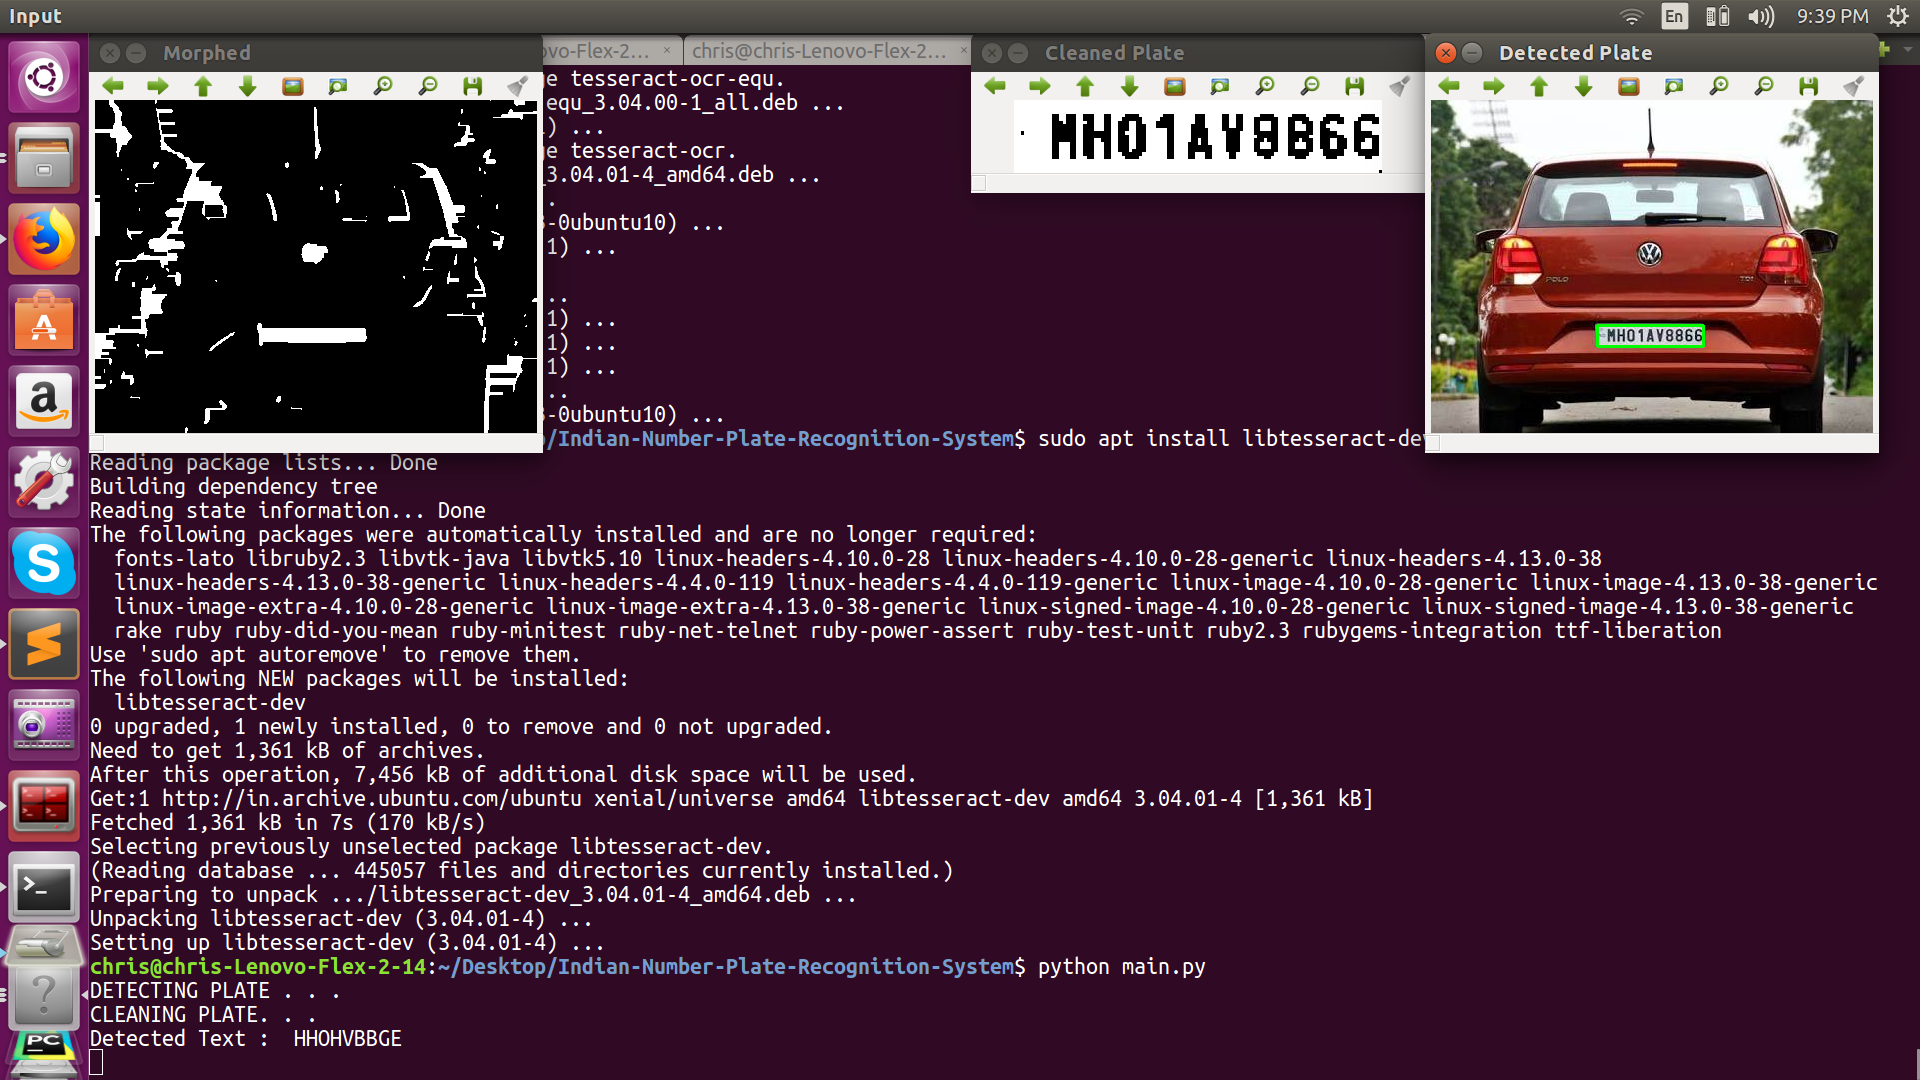 Input
En
9:39 PM
Morphed
ovo-Flex-2...
chris@chris-Lenovo-Flex-2...
Cleaned Plate
Detected Plate
ge tesseract-ocr-equ.
-equ_3.04.00-1_all.deb ...
) ...
ge tesseract-ocr.
_3.04.01-4_amd64.deb ...
.
3-0ubuntu10) ...
1) ...
..
1) ...
1) ...
1) ...
..
3-0ubuntu10) ...
MH01AV8866
POLO
TDI
MH01AV8866
p/Indian-Number-Plate-Recognition-System$ sudo apt install libtesseract-dev
Reading package lists... Done
Building dependency tree
Reading state information... Done
The following packages were automatically installed and are no longer required:
fonts-lato libruby2.3 libvtk-java libvtk5.10 linux-headers-4.10.0-28 linux-headers-4.10.0-28-generic linux-headers-4.13.0-38
linux-headers-4.13.0-38-generic linux-headers-4.4.0-119 linux-headers-4.4.0-119-generic linux-image-4.10.0-28-generic linux-image-4.13.0-38-generic
linux-image-extra-4.10.0-28-generic linux-image-extra-4.13.0-38-generic linux-signed-image-4.10.0-28-generic linux-signed-image-4.13.0-38-generic
rake ruby ruby-did-you-mean ruby-minitest ruby-net-telnet ruby-power-assert ruby-test-unit ruby2.3 rubygems-integration ttf-liberation
Use 'sudo apt autoremove' to remove them.
The following NEW packages will be installed:
libtesseract-dev
0 upgraded, 1 newly installed, 0 to remove and 0 not upgraded.
Need to get 1,361 kB of archives.
After this operation, 7,456 kB of additional disk space will be used.
Get:1 http://in.archive.ubuntu.com/ubuntu xenial/universe amd64 libtesseract-dev amd64 3.04.01-4 [1,361 kB]
Fetched 1,361 kB in 7s (170 kB/s)
Selecting previously unselected package libtesseract-dev.
(Reading database ... 445057 files and directories currently installed.)
Preparing to unpack .../libtesseract-dev_3.04.01-4_amd64.deb ...
Unpacking libtesseract-dev (3.04.01-4) ...
Setting up libtesseract-dev (3.04.01-4) ...
chris@chris-Lenovo-Flex-2-14:~/Desktop/Indian-Number-Plate-Recognition-System$ python main.py
DETECTING PLATE . . .
CLEANING PLATE. . .
Detected Text :  HHOHVBBGE
PC